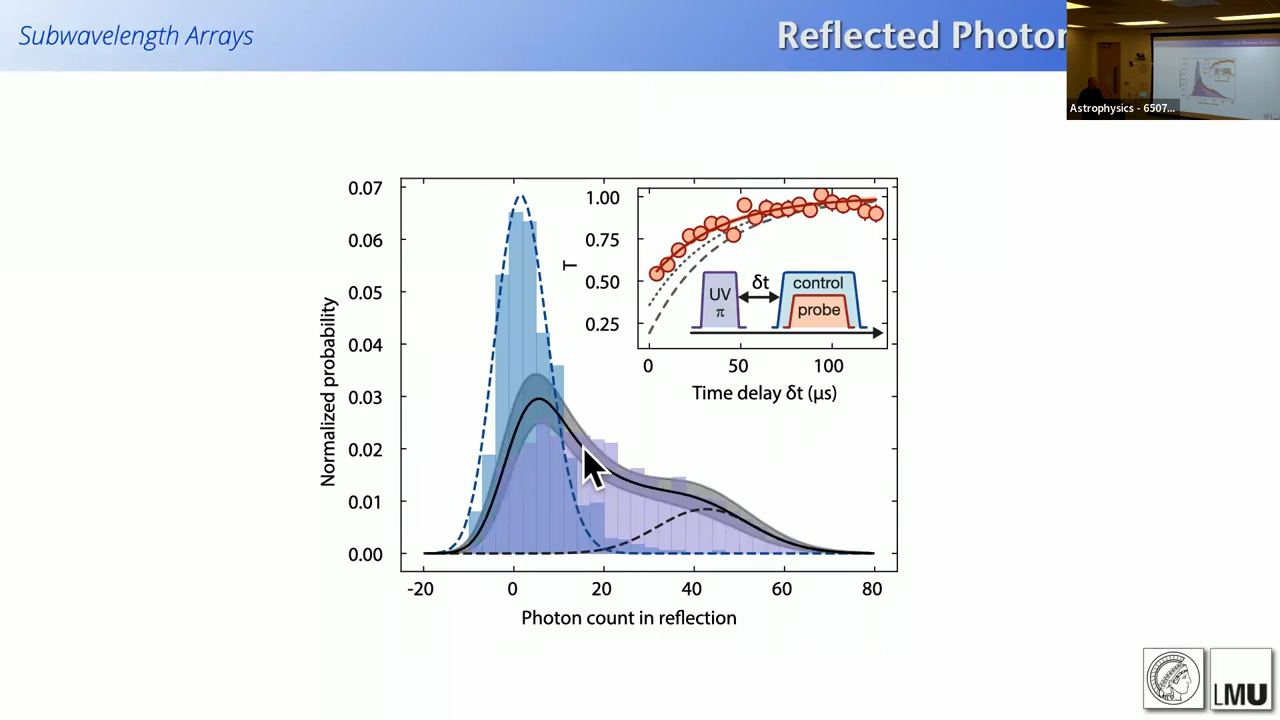 Subwavelength Arrays
Reflected Photon
Astrophysics - 6507...
Normalized probability
0.07
0.06
0.05
0.04
0.03
0.02
0.01
0.00
-20
0
20
40
60
80
Photon count in reflection
T
1.00
0.75
0.50
0.25
UV
π
δt
control
probe
0
50
100
Time delay δt (μs)
LMU